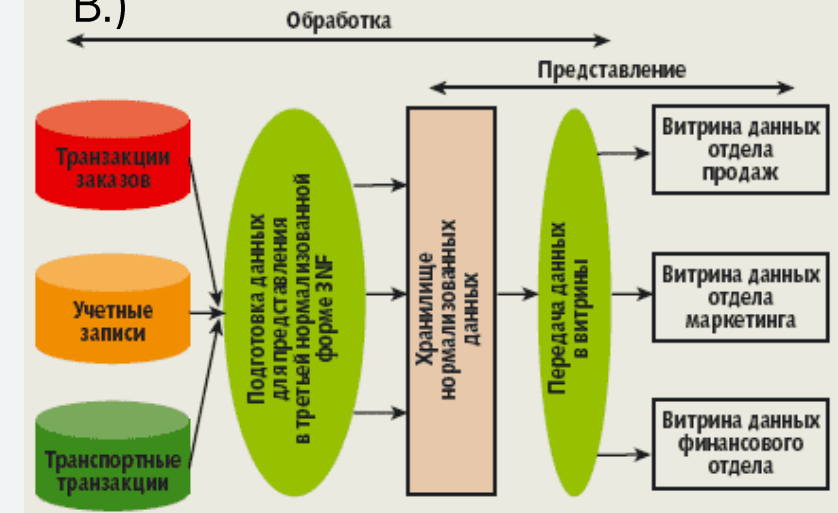 В.)
Обработка
Представление
Транзакции
заказов
Учетные
записи
Транспортные
транзакции
Подготовка данных
для представления
в третьей нормализованной
форме 3NF
Хранилище
нормализованных
данных
Передача данных
в витрины
Витрина данных
отдела
продаж
Витрина данных
отдела
маркетинга
Витрина данных
финансового
отдела